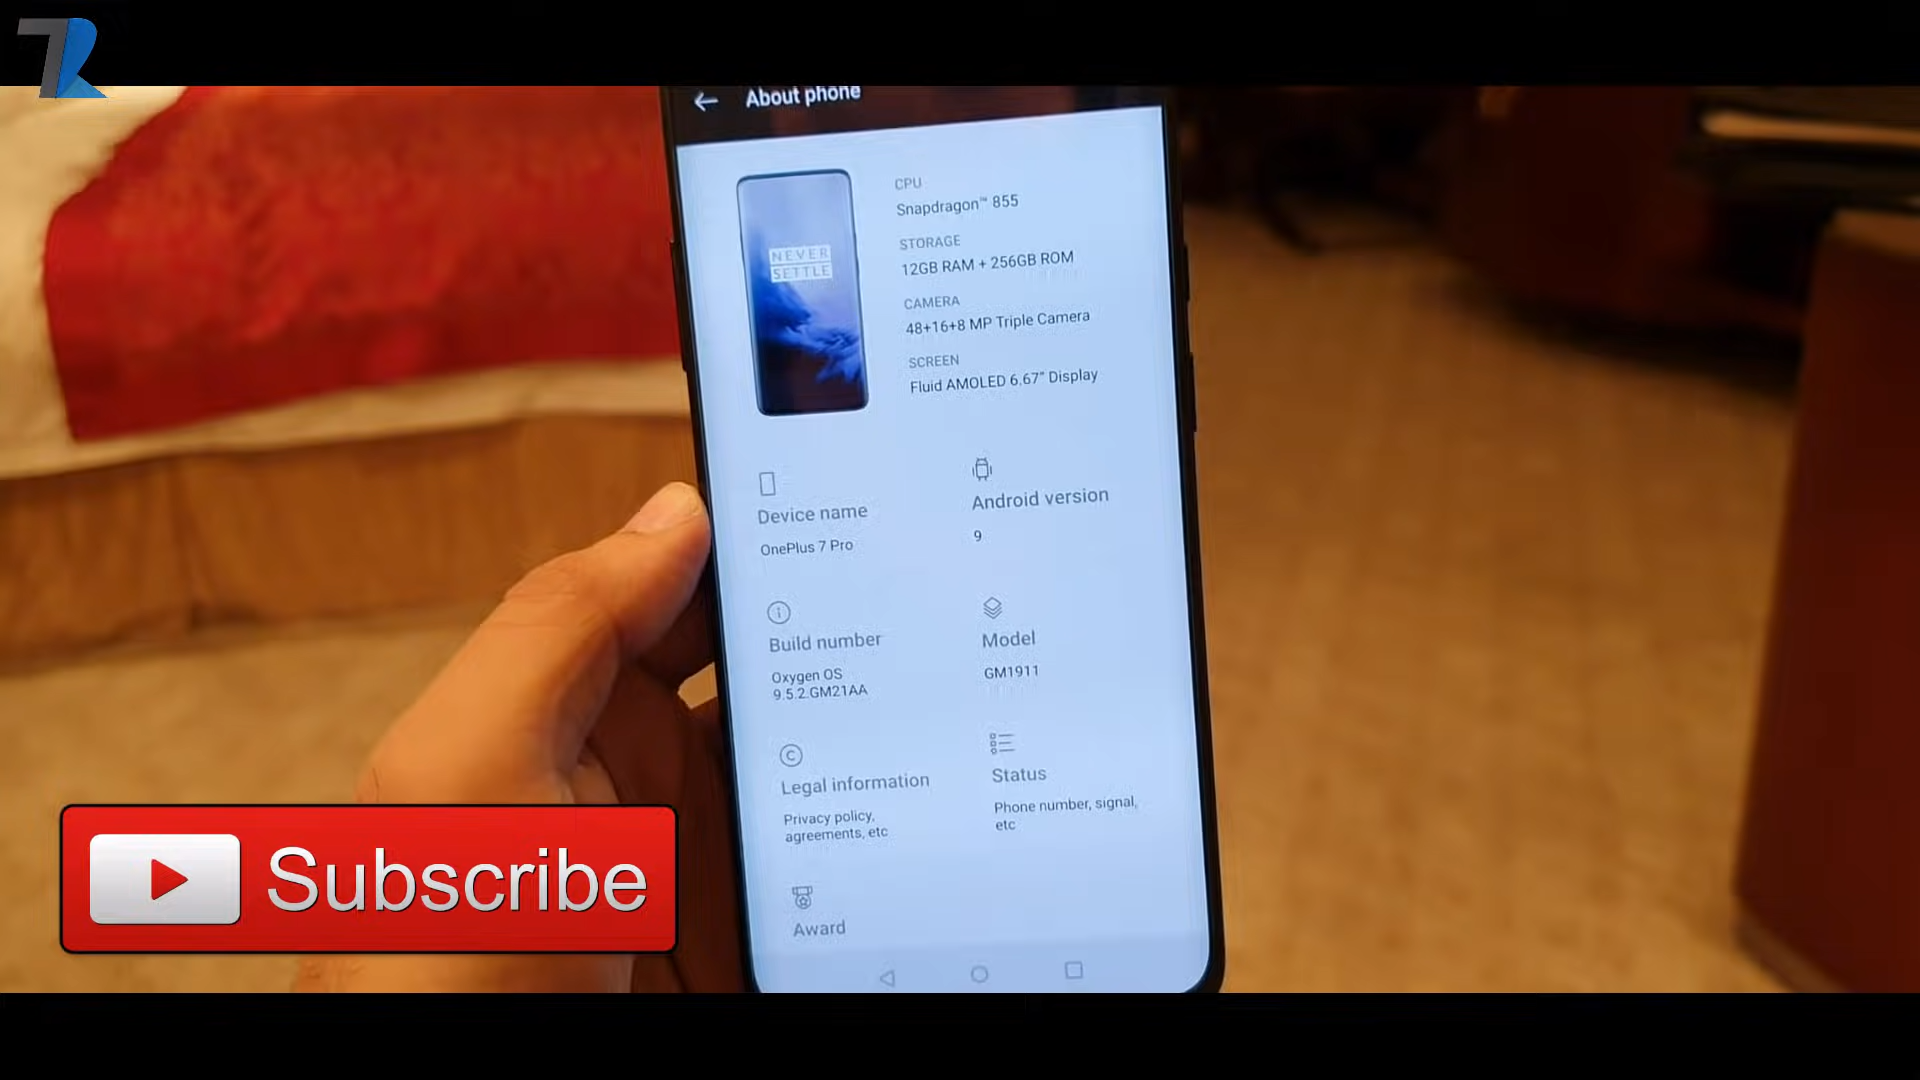 About phone
CPU
Snapdragon™ 855
STORAGE
12GB RAM + 256GB ROM
CAMERA
48+16+8 MP Triple Camera
SCREEN
Fluid AMOLED 6.67" Display
NEVER
SETTLE
Device name
OnePlus 7 Pro
Android version
9
Build number
Oxygen OS
9.5.2.GM21AA
Model
GM1911
Legal information
Privacy policy,
agreements, etc
Status
Phone number, signal,
etc
Award
Subscribe